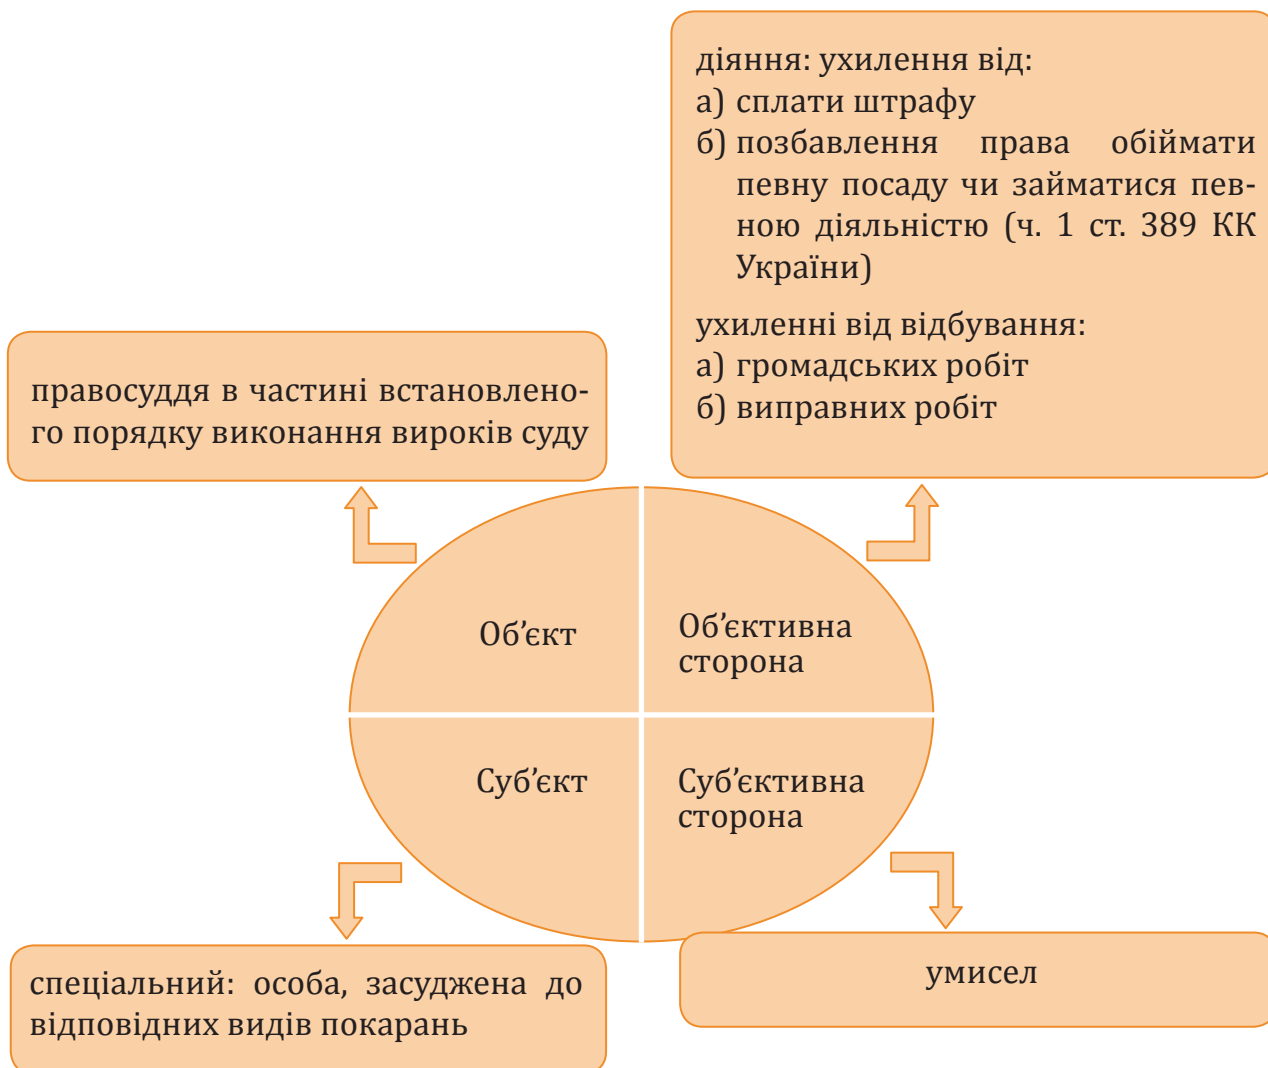 діяння: ухилення від:
а) сплати штрафу
б) позбавлення права обіймати
певну посаду чи займатися пев-
ною діяльністю (ч. 1 ст. 389 КК
України)
ухиленні від відбування:
а) громадських робіт
б) виправних робіт
правосуддя в частині встановлено-
го порядку виконання вироків суду
Об’єкт
Об’єктивна
сторона
Суб’єкт
Суб’єктивна
сторона
спеціальний: особа, засуджена до
відповідних видів покарань
умисел